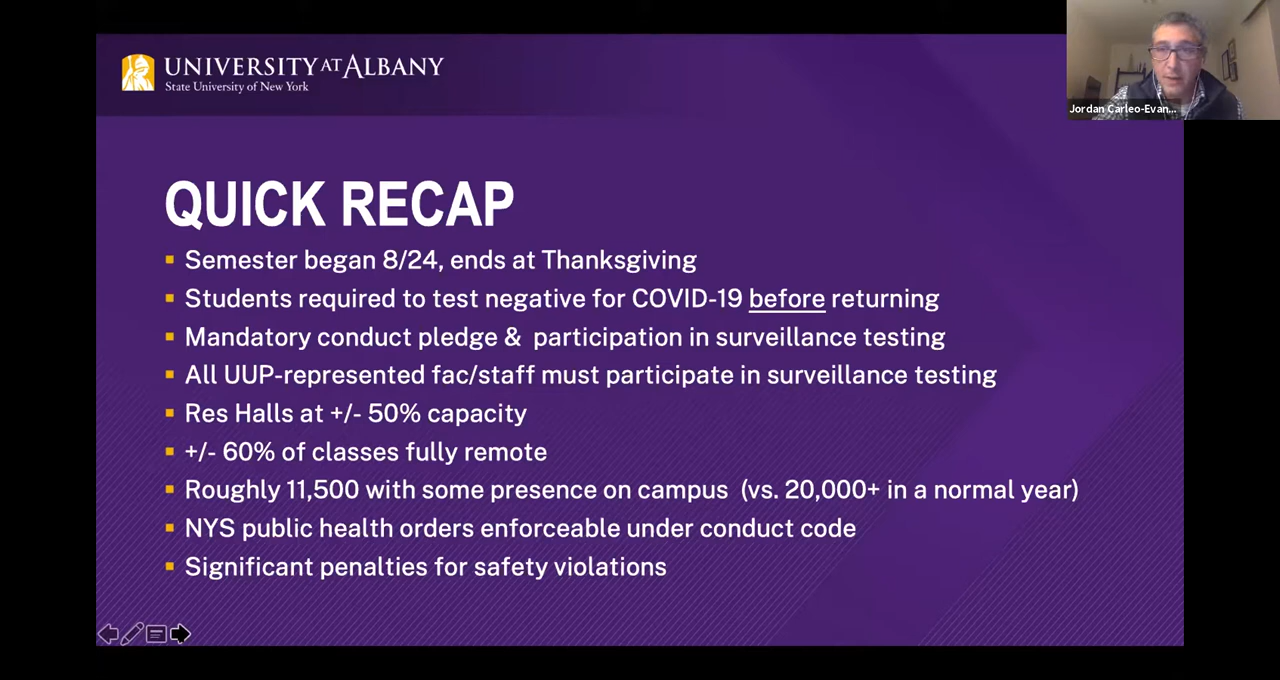 UNIVERSITY AT ALBANY
State University of New York
Jordan Carleo-Evan...
QUICK RECAP
▪ Semester began 8/24, ends at Thanksgiving
▪ Students required to test negative for COVID-19 before returning
▪ Mandatory conduct pledge &  participation in surveillance testing
▪ All UUP-represented fac/staff must participate in surveillance testing
▪ Res Halls at +/- 50% capacity
▪ +/- 60% of classes fully remote
▪ Roughly 11,500 with some presence on campus  (vs. 20,000+ in a normal year)
▪ NYS public health orders enforceable under conduct code
▪ Significant penalties for safety violations